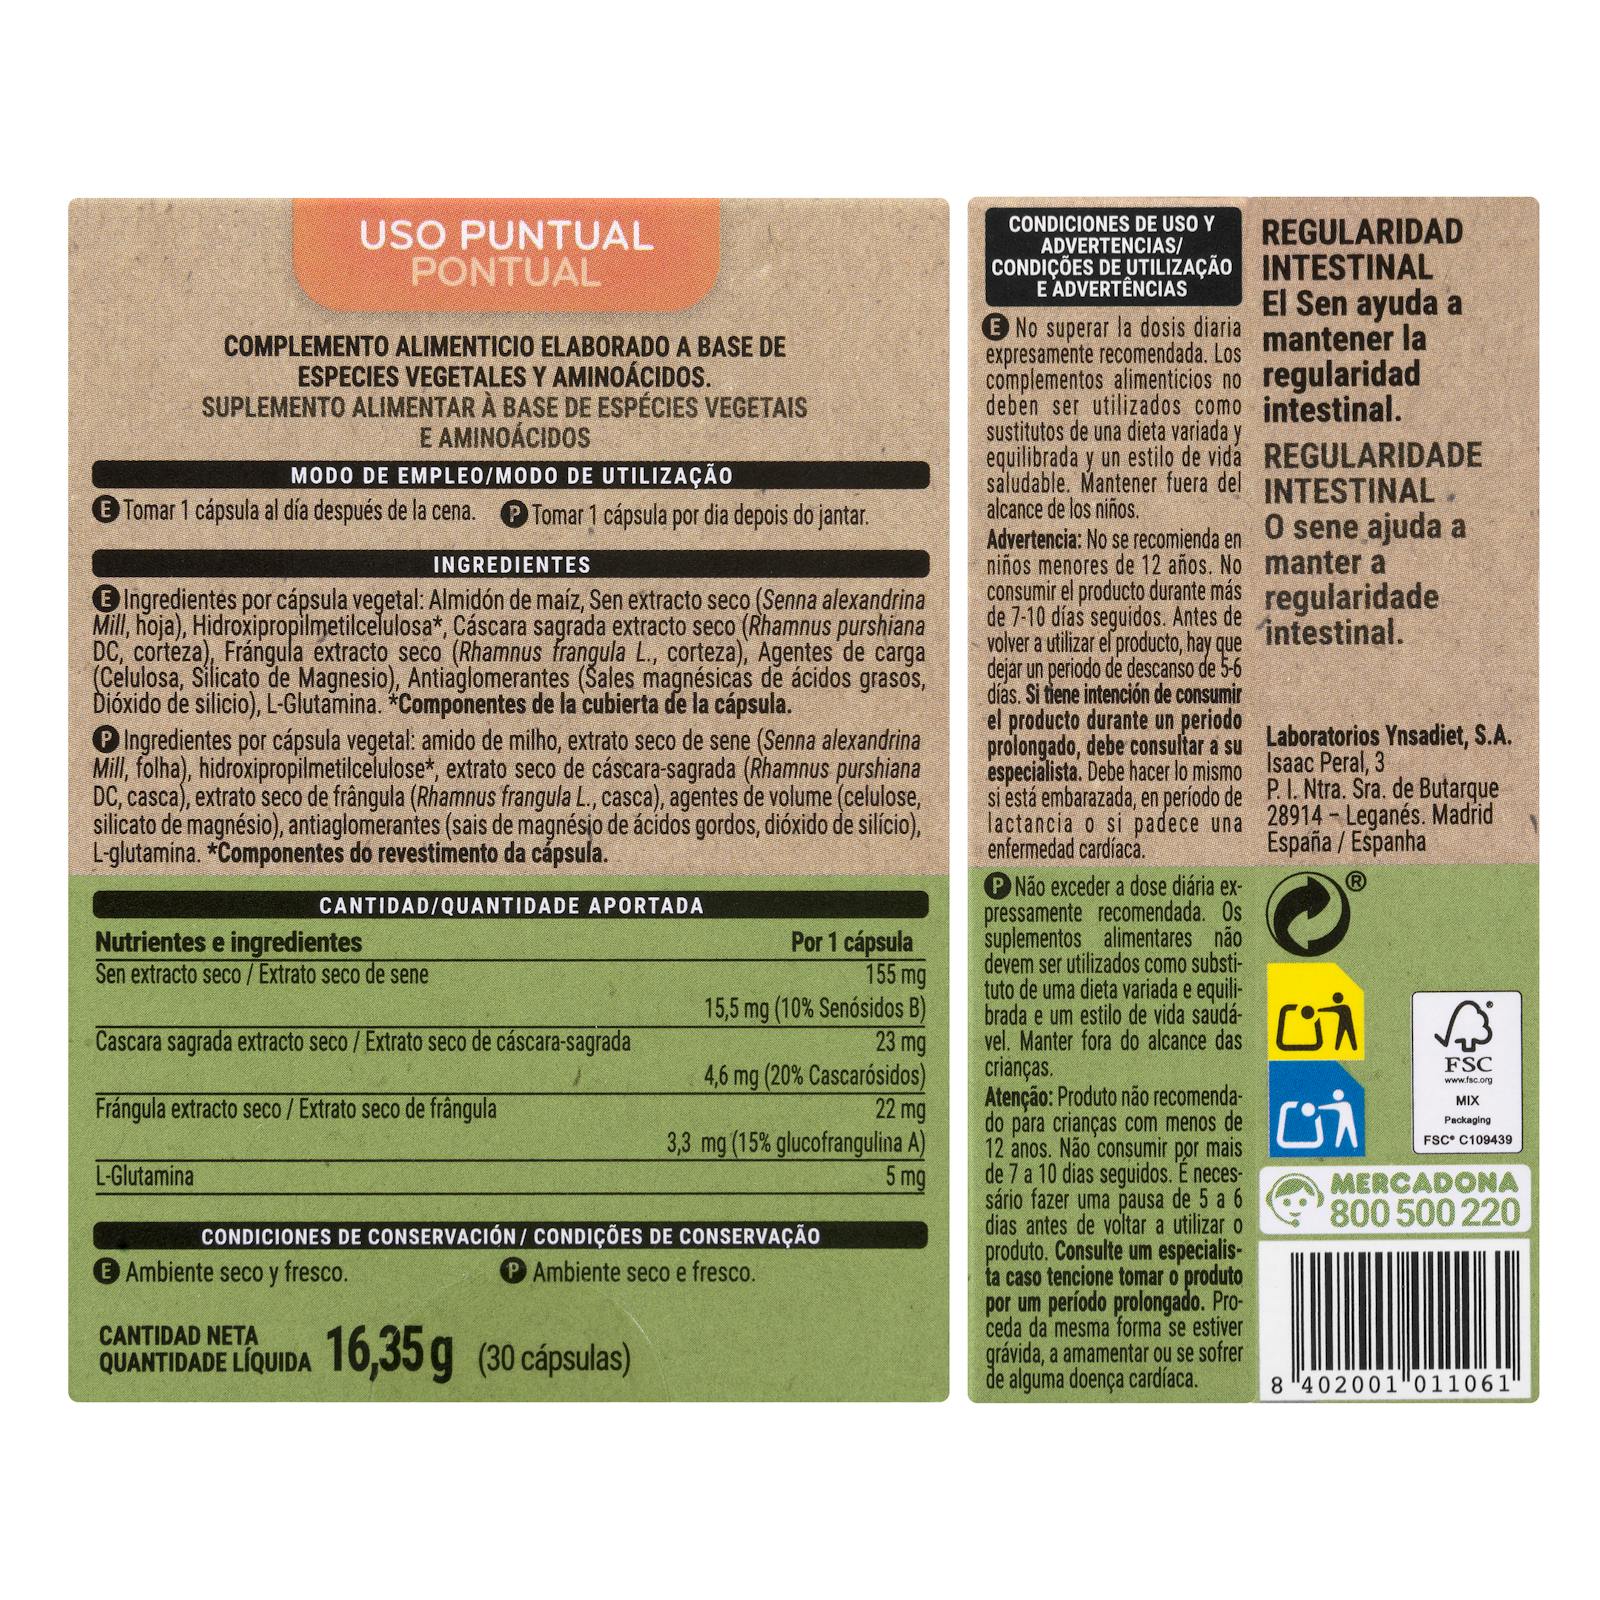 USO PUNTUAL
PONTUAL
COMPLEMENTO ALIMENTICIO ELABORADO A BASE DE
ESPECIES VEGETALES Y AMINOÁCIDOS.
SUPLEMENTO ALIMENTAR À BASE DE ESPÉCIES VEGETAIS
E AMINOÁCIDOS
MODO DE EMPLEO/MODO DE UTILIZAÇÃO
E Tomar 1 cápsula al día después de la cena. P Tomar 1 cápsula por dia depois do jantar.
INGREDIENTES
E Ingredientes por cápsula vegetal: Almidón de maíz, Sen extracto seco (Senna alexandrina
Mill, hoja), Hidroxipropilmetilcelulosa*, Cáscara sagrada extracto seco (Rhamnus purshiana
DC, corteza), Frángula extracto seco (Rhamnus frangula L., corteza), Agentes de carga
(Celulosa, Silicato de Magnesio), Antiaglomerantes (Sales magnésicas de ácidos grasos,
Dióxido de silicio), L-Glutamina. *Componentes de la cubierta de la cápsula.
P Ingredientes por cápsula vegetal: amido de milho, extrato seco de sene (Senna alexandrina
Mill, folha), hidroxipropilmetilcelulose*, extrato seco de cáscara-sagrada (Rhamnus purshiana
DC, casca), extrato seco de frângula (Rhamnus frangula L., casca), agentes de volume (celulose,
silicato de magnésio), antiaglomerantes (sais de magnésio de ácidos gordos, dióxido de silício),
L-glutamina. *Componentes do revestimento da cápsula.
CANTIDAD/QUANTIDADE APORTADA
Nutrientes e ingredientes Por 1 cápsula
Sen extracto seco / Extrato seco de sene 155 mg
15,5 mg (10% Senósidos B)
Cascara sagrada extracto seco / Extrato seco de cáscara-sagrada 23 mg
4,6 mg (20% Cascarósidos)
Frángula extracto seco / Extrato seco de frângula 22 mg
3,3 mg (15% glucofrangulina A)
L-Glutamina 5 mg
CONDICIONES DE CONSERVACIÓN / CONDIÇÕES DE CONSERVAÇÃO
E Ambiente seco y fresco. P Ambiente seco e fresco.
CANTIDAD NETA
QUANTIDADE LÍQUIDA 16,35 g (30 cápsulas)
CONDICIONES DE USO Y
ADVERTENCIAS/
CONDIÇÕES DE UTILIZAÇÃO
E ADVERTÊNCIAS
E No superar la dosis diaria
expresamente recomendada. Los
complementos alimenticios no
deben ser utilizados como
sustitutos de una dieta variada y
equilibrada y un estilo de vida
saludable. Mantener fuera del
alcance de los niños.
Advertencia: No se recomienda en
niños menores de 12 años. No
consumir el producto durante más
de 7-10 días seguidos. Antes de
volver a utilizar el producto, hay que
dejar un periodo de descanso de 5-6
días. Si tiene intención de consumir
el producto durante un periodo
prolongado, debe consultar a su
especialista. Debe hacer lo mismo
si está embarazada, en período de
lactancia o si padece una
enfermedad cardíaca.
P Não exceder a dose diária ex-
pressamente recomendada. Os
suplementos alimentares não
devem ser utilizados como substi-
tuto de uma dieta variada e equili-
brada e um estilo de vida saudá-
vel. Manter fora do alcance das
crianças.
Atenção: Produto não recomenda-
do para crianças com menos de
12 anos. Não consumir por mais
de 7 a 10 dias seguidos. É neces-
sário fazer uma pausa de 5 a 6
dias antes de voltar a utilizar o
produto. Consulte um especialis-
ta caso tencione tomar o produto
por um período prolongado. Pro-
ceda da mesma forma se estiver
grávida, a amamentar ou se sofrer
de alguma doença cardíaca.
REGULARIDAD
INTESTINAL
El Sen ayuda a
mantener la
regularidad
intestinal.
REGULARIDADE
INTESTINAL
O sene ajuda a
manter a
regularidade
intestinal.
Laboratorios Ynsadiet, S.A.
Isaac Peral, 3
P. I. Ntra. Sra. de Butarque
28914 - Leganés. Madrid
España / Espanha
®
FSC
www.fsc.org
MIX
Packaging
FSC® C109439
MERCADONA
800 500 220
8 402001 011061